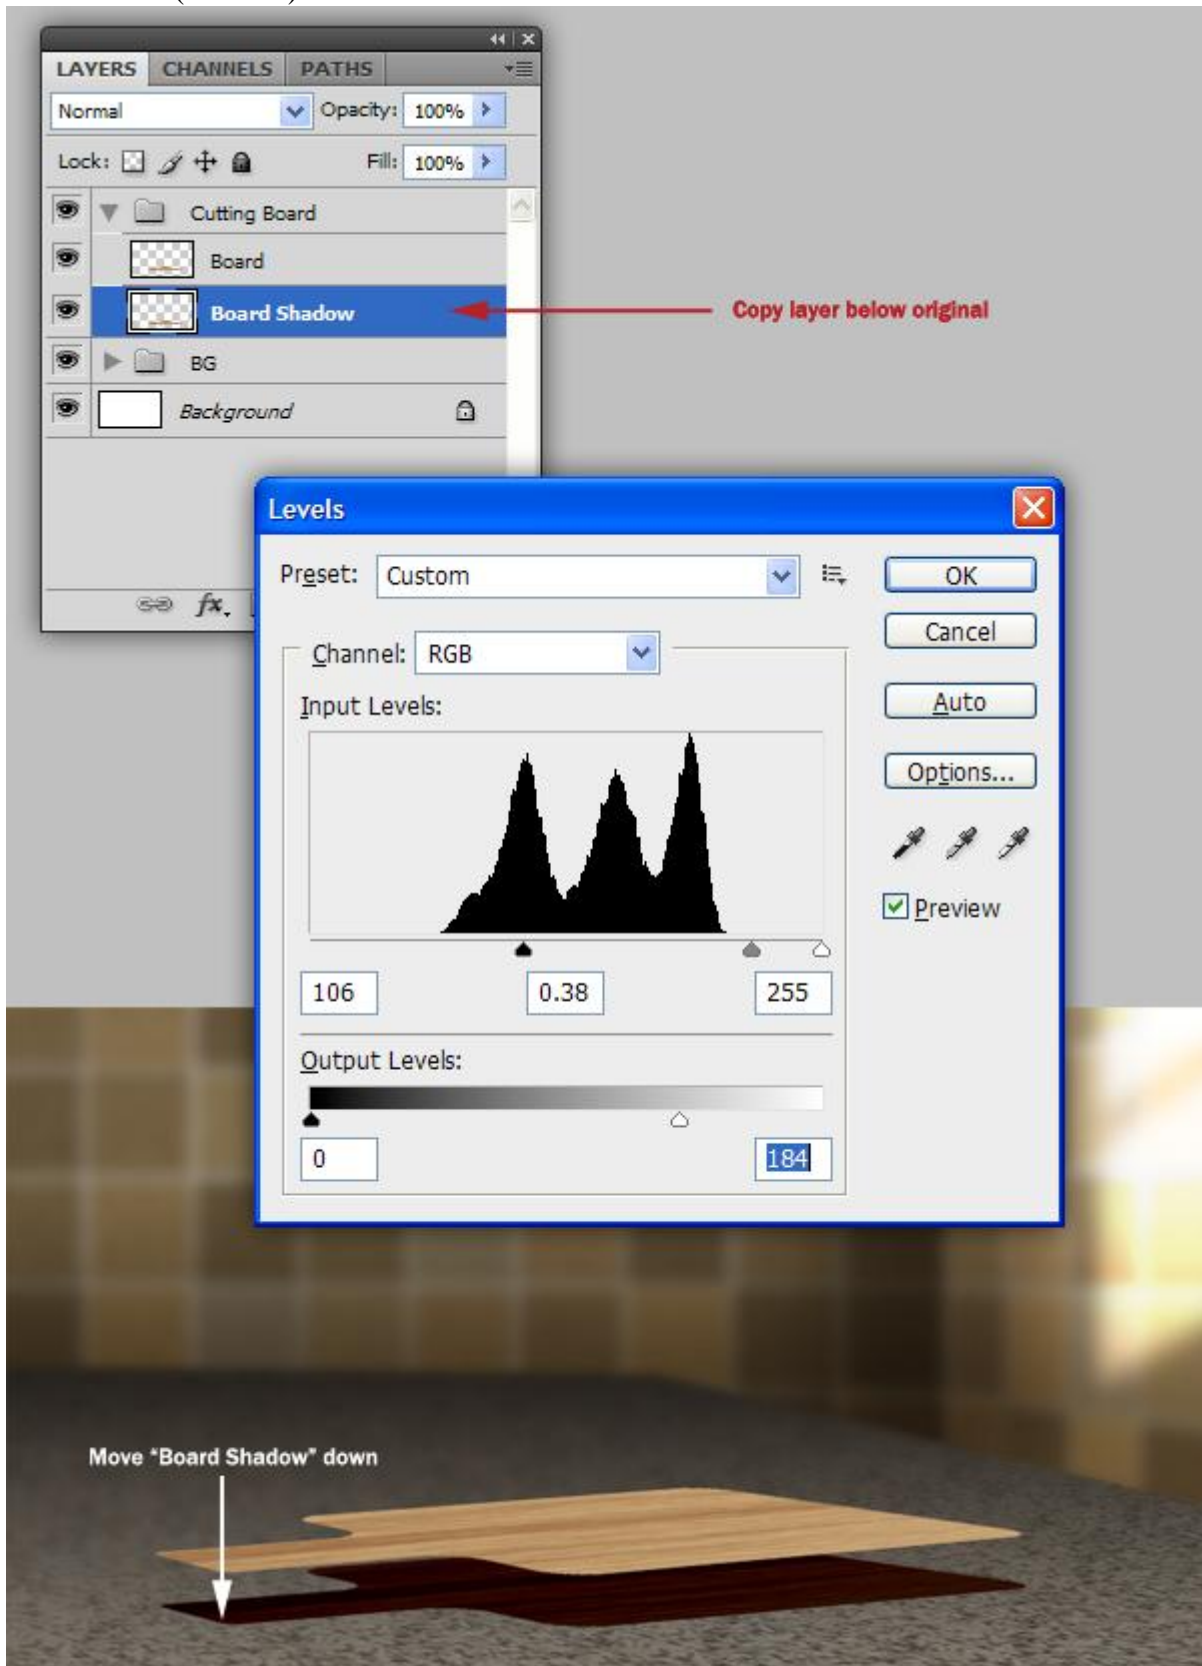 LAYERS CHANNELS PATHS
Normal Opacity: 100%
Lock: Fill: 100%
Cutting Board
Board
Board Shadow
Copy layer below original
BG
Background
fx.
Levels
Preset: Custom
OK
Cancel
Channel: RGB
Input Levels:
Auto
Options...
Preview
106 0.38 255
Output Levels:
0 184
Move “Board Shadow” down